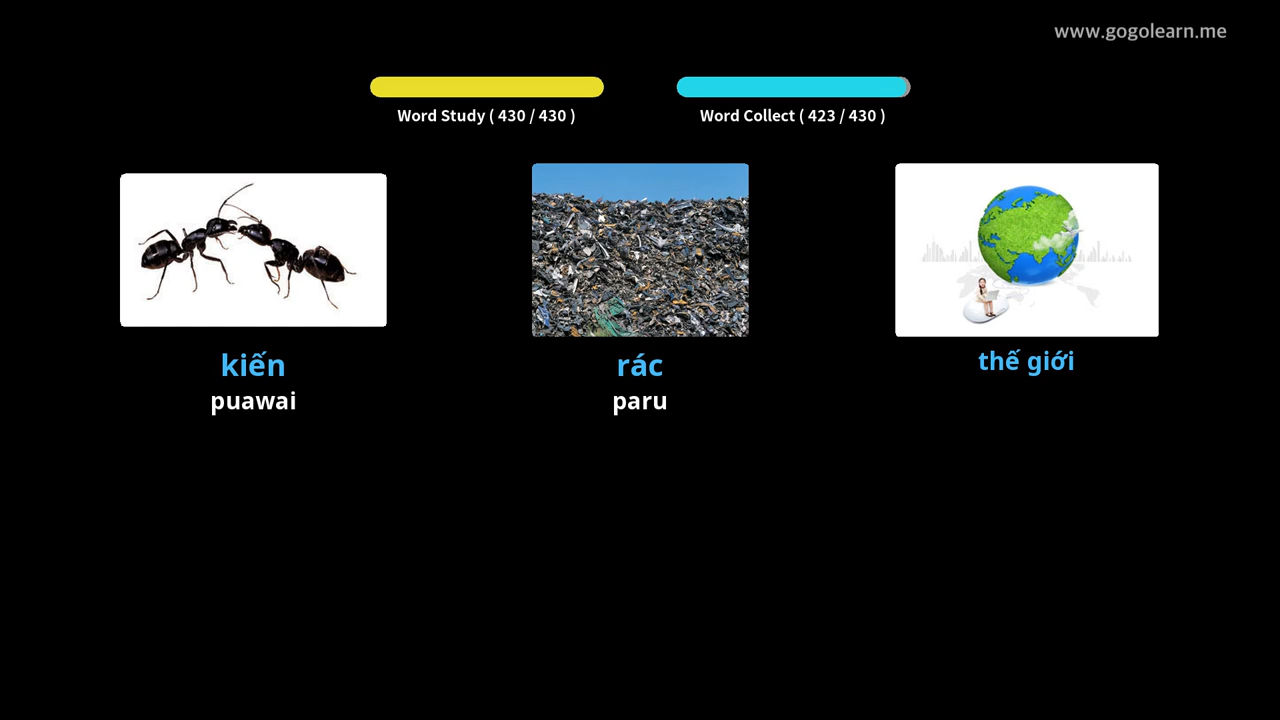 www.gogolearn.me
Word Study ( 430 / 430 )
Word Collect ( 423 / 430 )
kiến
puawai
rác
paru
thế giới